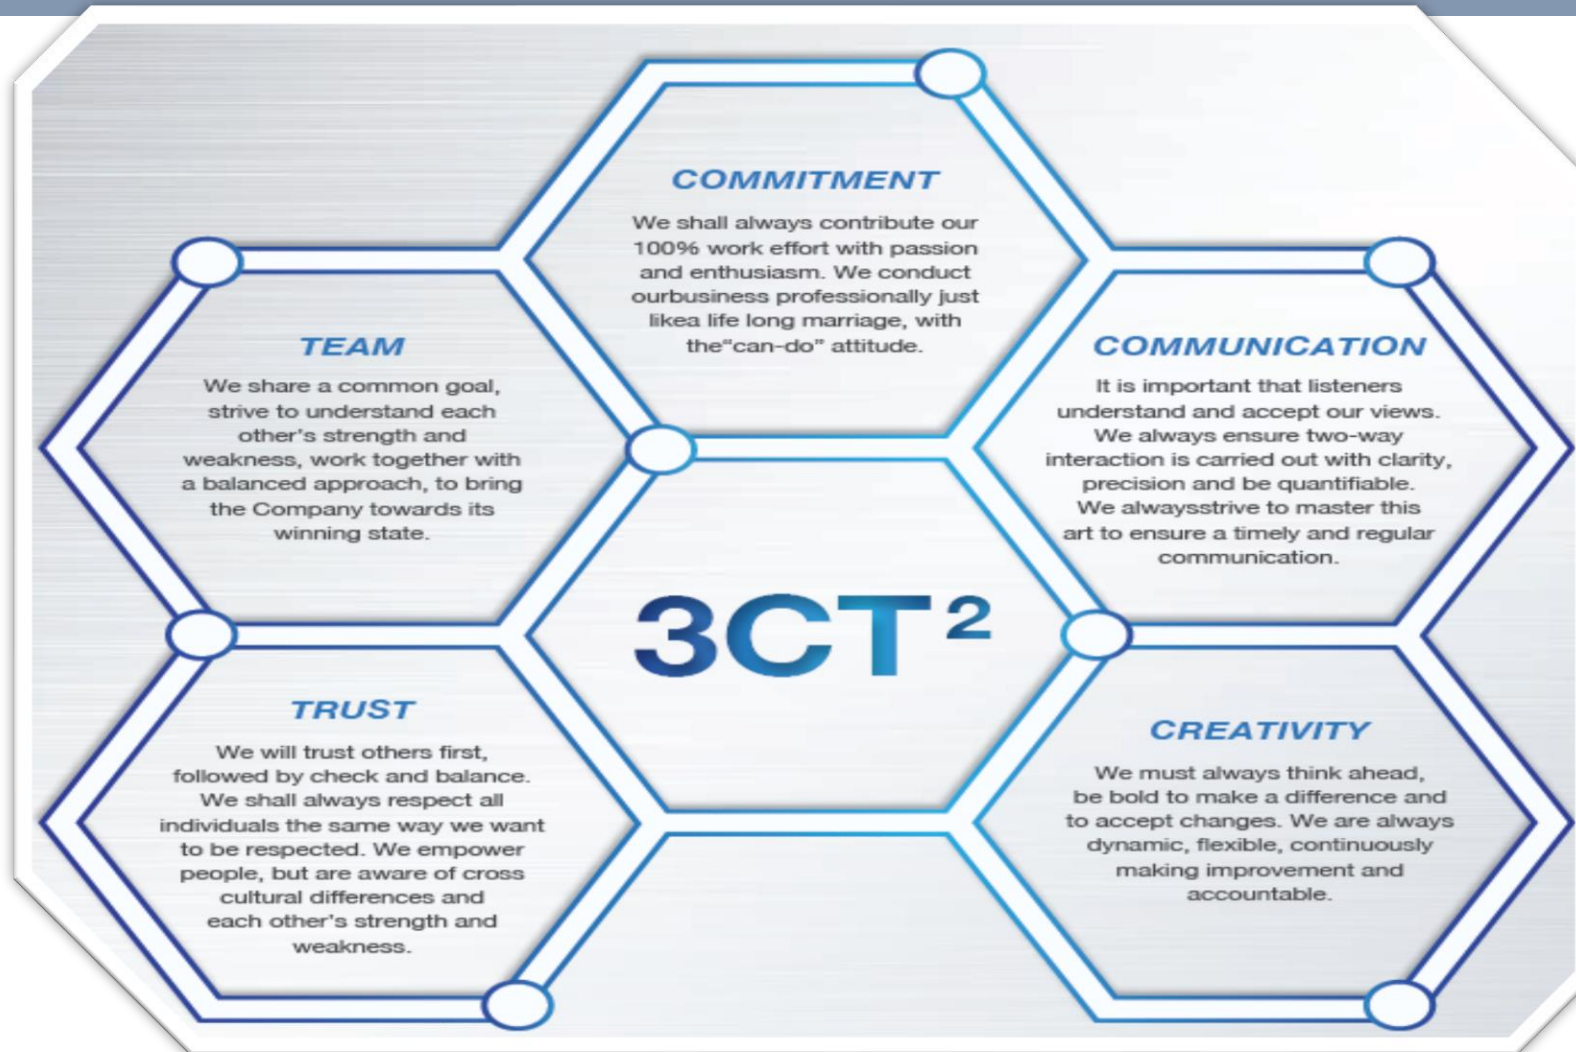 COMMITMENT
We shall always contribute our
100% work effort with passion
and enthusiasm. We conduct
ourbusiness professionally just
likea life long marriage, with
the“can-do” attitude.
TEAM
We share a common goal,
strive to understand each
other's strength and
weakness, work together with
a balanced approach, to bring
the Company towards its
winning state.
COMMUNICATION
It is important that listeners
understand and accept our views.
We always ensure two-way
interaction is carried out with clarity,
precision and be quantifiable.
We alwaysstrive to master this
art to ensure a timely and regular
communication.
3CT²
TRUST
We will trust others first,
followed by check and balance.
We shall always respect all
individuals the same way we want
to be respected. We empower
people, but are aware of cross
cultural differences and
each other's strength and
weakness.
CREATIVITY
We must always think ahead,
be bold to make a difference and
to accept changes. We are always
dynamic, flexible, continuously
making improvement and
accountable.